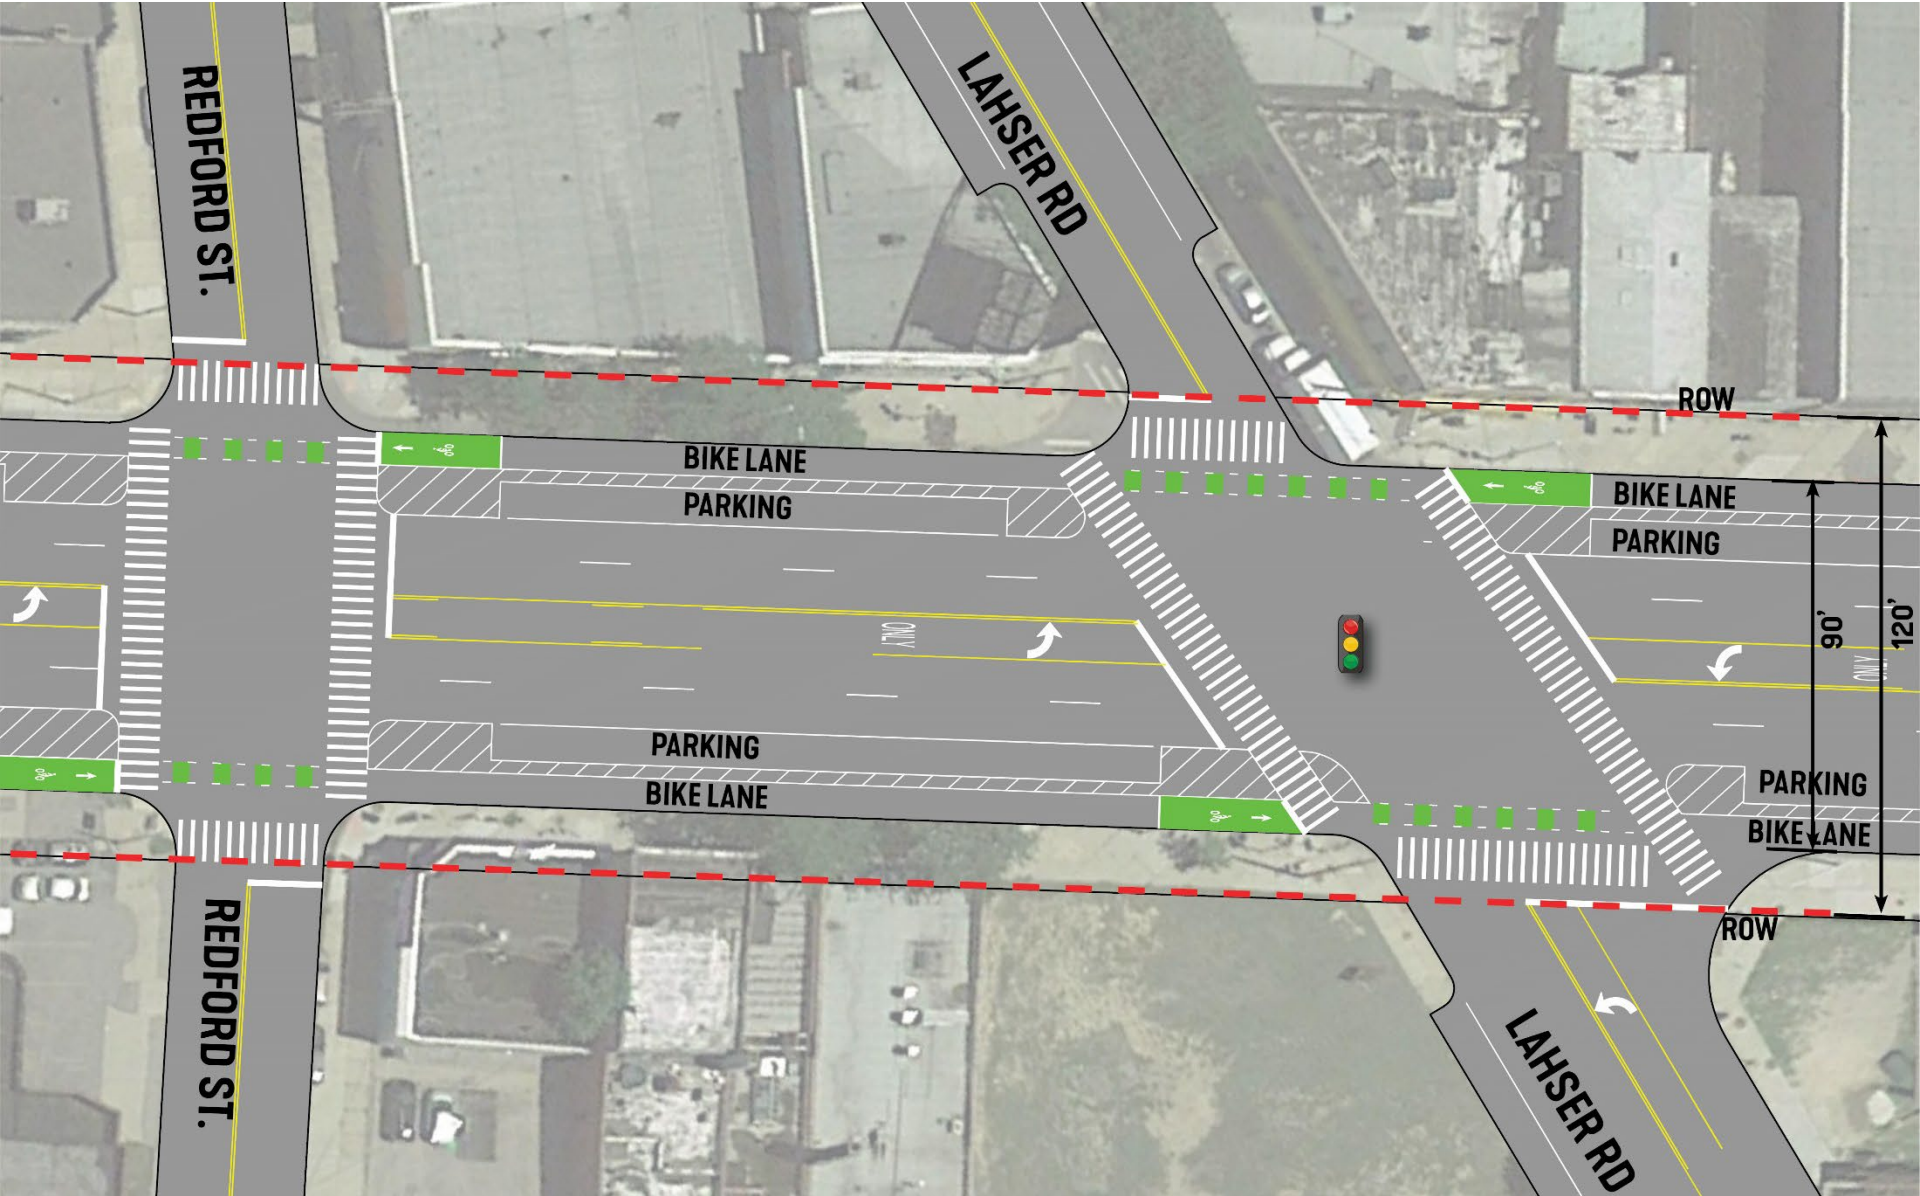 REDFORD ST.
LAHSER RD
ROW
BIKE LANE
PARKING
BIKE LANE
PARKING
90'
120'
ONLY
ONLY
PARKING
BIKE LANE
PARKING
BIKE LANE
ROW
REDFORD ST.
LAHSER RD